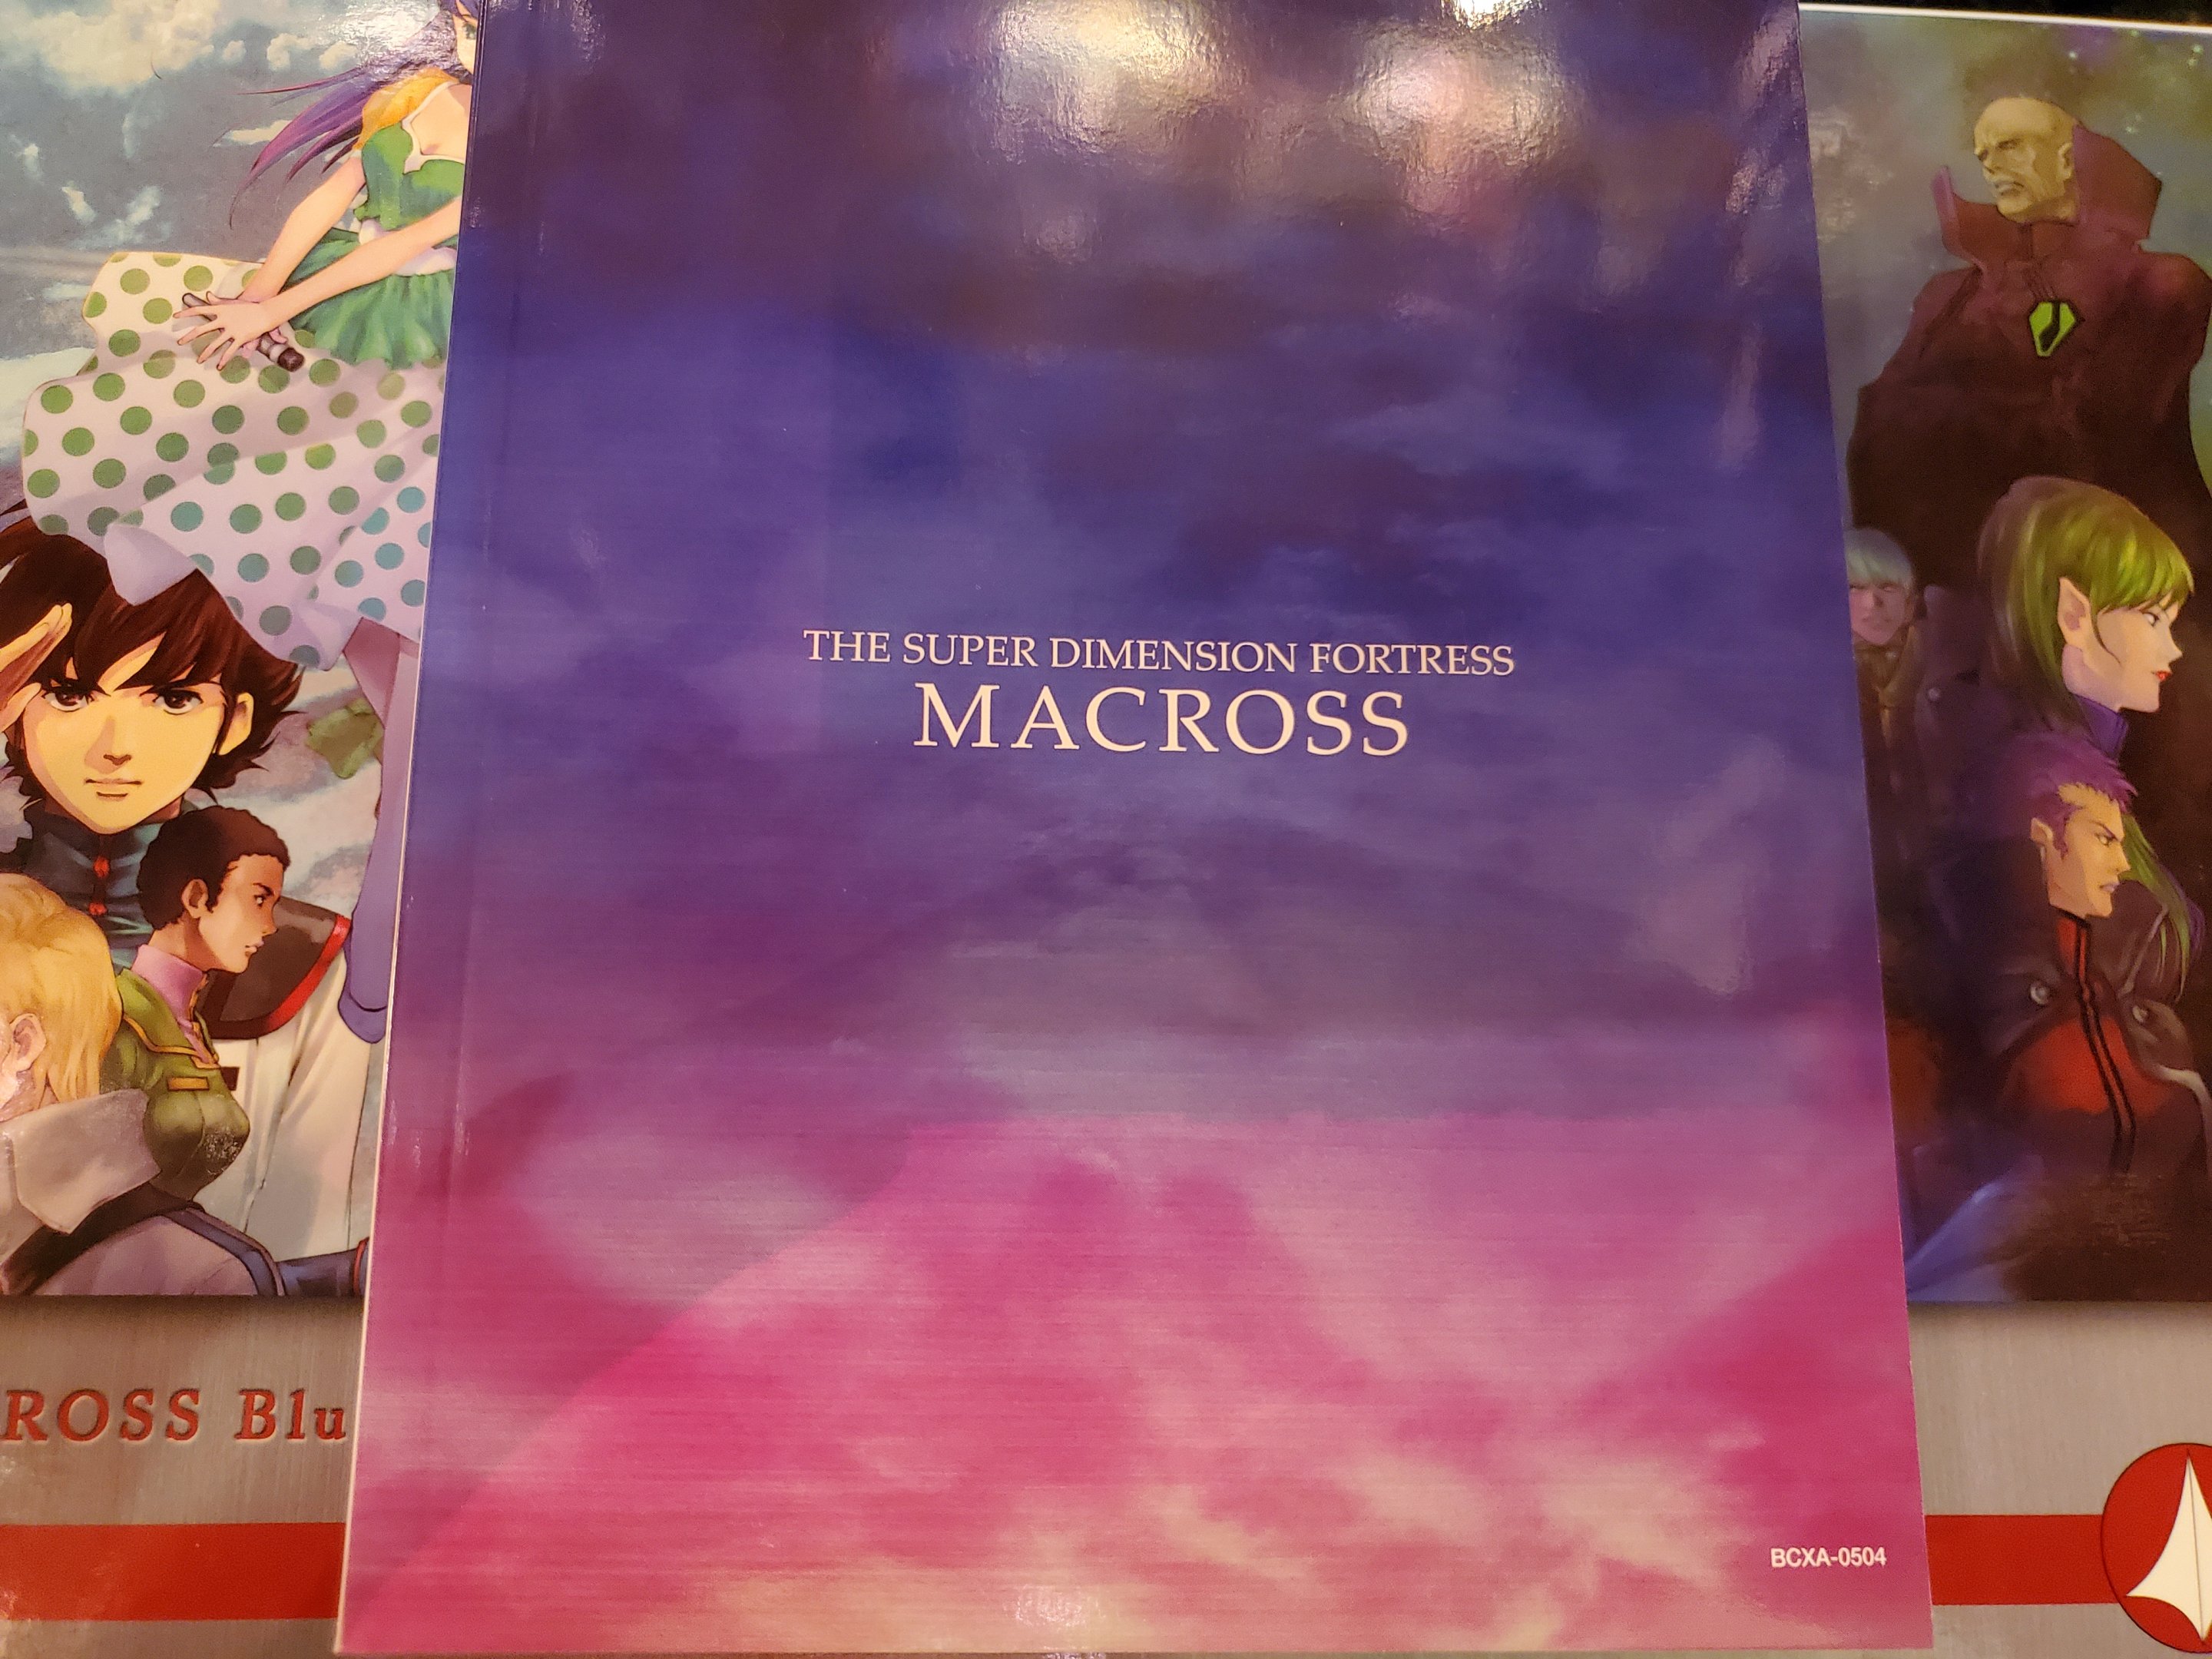 THE SUPER DIMENSION FORTRESS
MACROSS
ROSS Blu
BCXA-0504